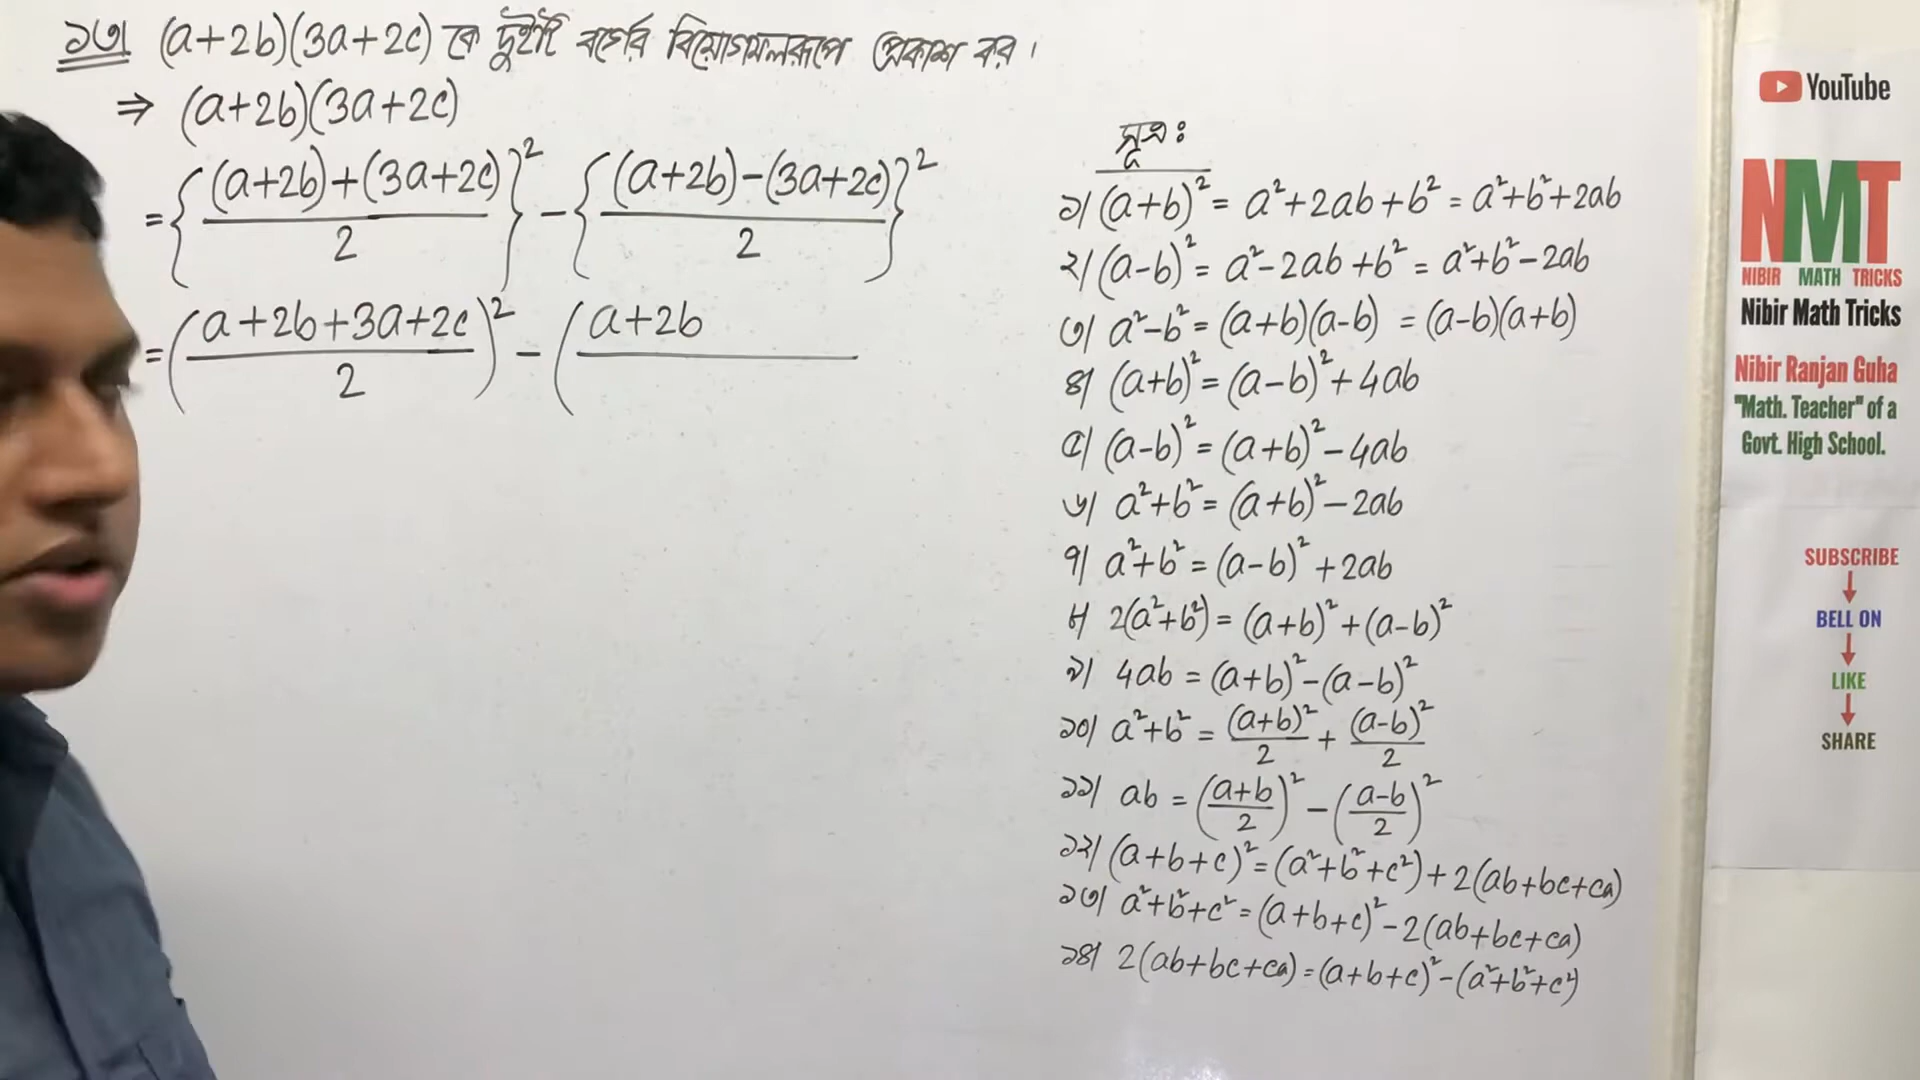 ১৩। (a+2b)(3a+2c) কে দুইটি বর্গের বিয়োগফলরূপে প্রকাশ কর।
⇒ (a+2b)(3a+2c)
= {((a+2b)+(3a+2c))/2}² − {((a+2b)−(3a+2c))/2}²
= ((a+2b+3a+2c)/2)² − (a+2b
সূত্রঃ
১। (a+b)² = a²+2ab+b² = a²+b²+2ab
২। (a-b)² = a²-2ab+b² = a²+b²-2ab
৩। a²-b² = (a+b)(a-b) = (a-b)(a+b)
৪। (a+b)² = (a-b)²+4ab
৫। (a-b)² = (a+b)²-4ab
৬। a²+b² = (a+b)²-2ab
৭। a²+b² = (a-b)²+2ab
৮। 2(a²+b²) = (a+b)²+(a-b)²
৯। 4ab = (a+b)²-(a-b)²
১০। a²+b² = (a+b)²/2 + (a-b)²/2
১১। ab = ((a+b)/2)² − ((a-b)/2)²
১২। (a+b+c)² = (a²+b²+c²)+2(ab+bc+ca)
১৩। a²+b²+c² = (a+b+c)²-2(ab+bc+ca)
১৪। 2(ab+bc+ca) = (a+b+c)²-(a²+b²+c²)
YouTube
NMT
NIBIR MATH TRICKS
Nibir Math Tricks
Nibir Ranjan Guha
"Math. Teacher" of a
Govt. High School.
SUBSCRIBE
↓
BELL ON
↓
LIKE
↓
SHARE